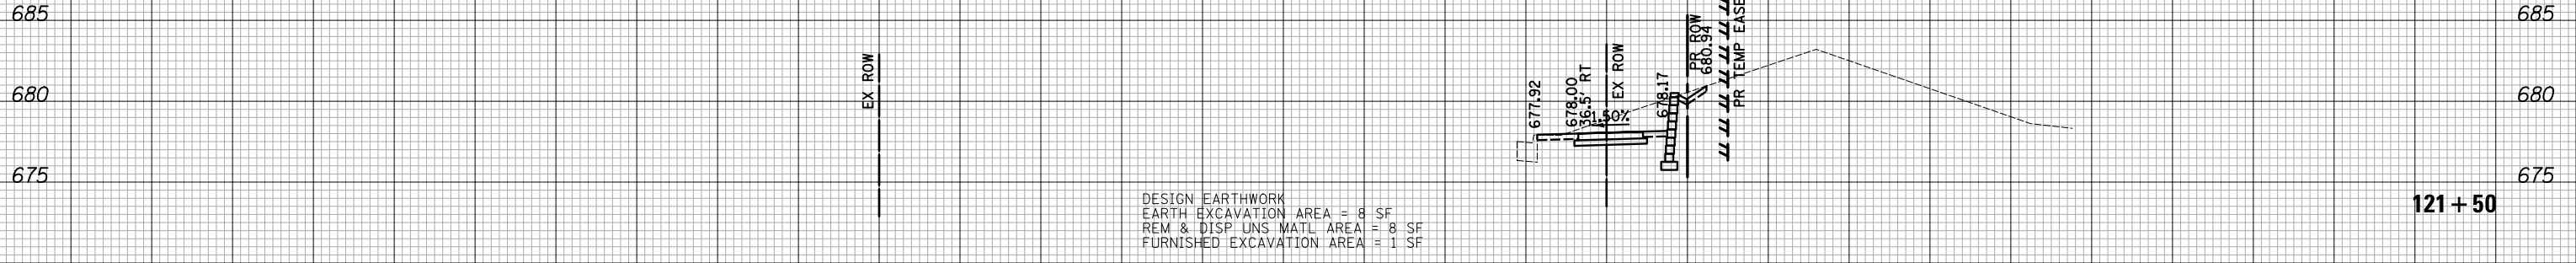 685
685
680
680
675
675
EX ROW
677.92
678.00
36.5' RT
EX ROW
1.50%
678.17
PR ROW
680.94
PR TEMP EASE
DESIGN EARTHWORK
EARTH EXCAVATION AREA = 8 SF
REM & DISP UNS MATL AREA = 8 SF
FURNISHED EXCAVATION AREA = 1 SF
121+50